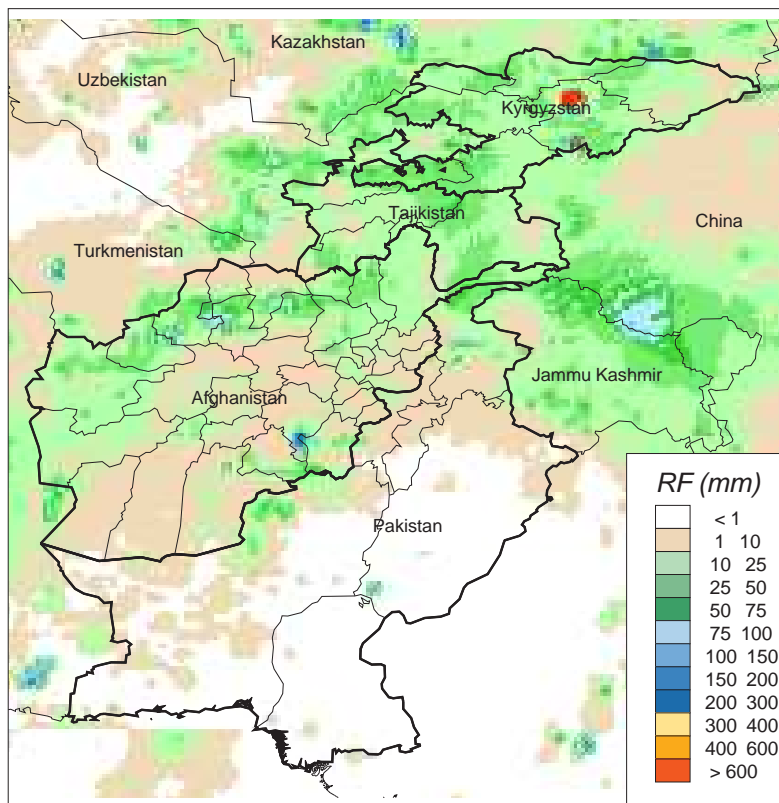 Kazakhstan
Uzbekistan
Kyrgyzstan
Tajikistan
China
Turkmenistan
Jammu Kashmir
Afghanistan
Pakistan
RF (mm)
< 1
1 10
10 25
25 50
50 75
75 100
100 150
150 200
200 300
300 400
400 600
> 600